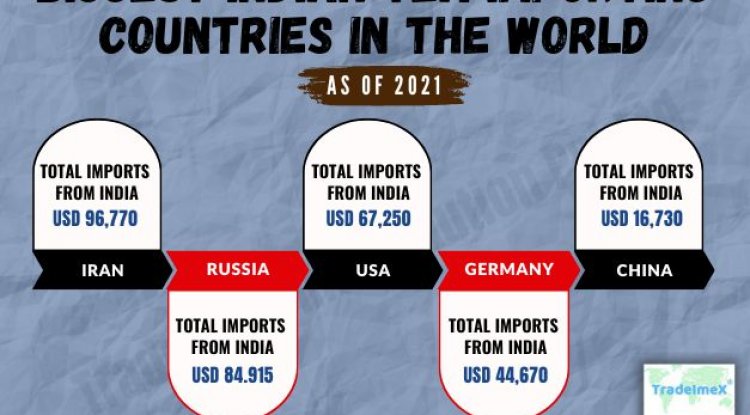 COUNTRIES IN THE WORLD
AS OF 2021
TOTAL IMPORTS
FROM INDIA
USD 96,770
IRAN
TOTAL IMPORTS
FROM INDIA
USD 84.915
RUSSIA
TOTAL IMPORTS
FROM INDIA
USD 67,250
USA
TOTAL IMPORTS
FROM INDIA
USD 44,670
GERMANY
TOTAL IMPORTS
FROM INDIA
USD 16,730
CHINA
TradeImeX